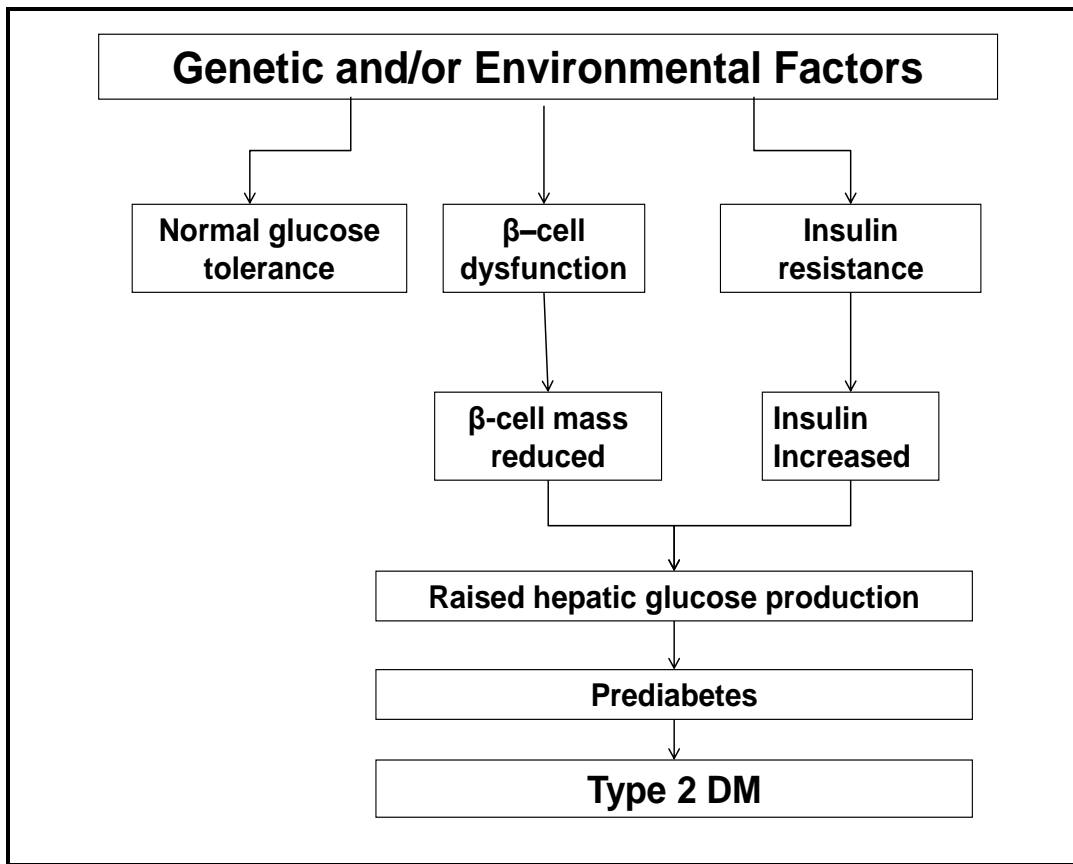 Genetic and/or Environmental Factors
Normal glucose
tolerance
β–cell
dysfunction
Insulin
resistance
β-cell mass
reduced
Insulin
Increased
Raised hepatic glucose production
Prediabetes
Type 2 DM